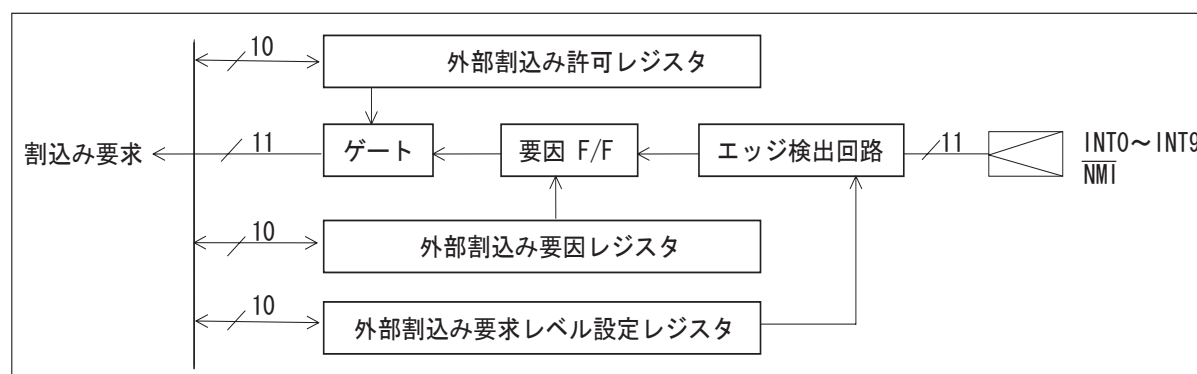 10
外部割込み許可レジスタ
割込み要求
11
ゲート
要因 F/F
エッジ検出回路
11
INT0～INT9
NMI
10
外部割込み要因レジスタ
10
外部割込み要求レベル設定レジスタ